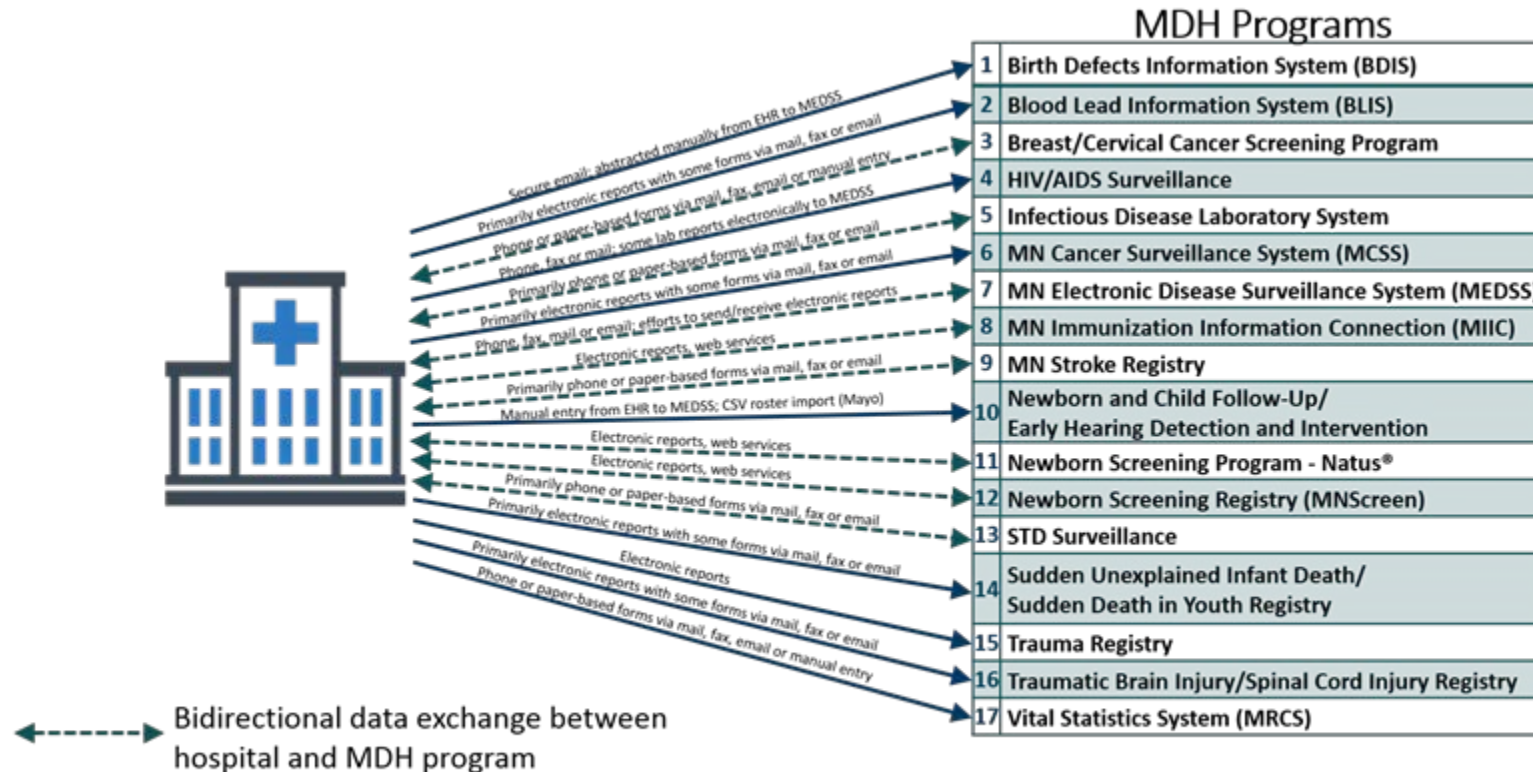 MDH Programs
1 Birth Defects Information System (BDIS)
2 Blood Lead Information System (BLIS)
3 Breast/Cervical Cancer Screening Program
4 HIV/AIDS Surveillance
5 Infectious Disease Laboratory System
6 MN Cancer Surveillance System (MCSS)
7 MN Electronic Disease Surveillance System (MEDSS)
8 MN Immunization Information Connection (MIIC)
9 MN Stroke Registry
10 Newborn and Child Follow-Up/
Early Hearing Detection and Intervention
11 Newborn Screening Program - Natus®
12 Newborn Screening Registry (MNScreen)
13 STD Surveillance
14 Sudden Unexplained Infant Death/
Sudden Death in Youth Registry
15 Trauma Registry
16 Traumatic Brain Injury/Spinal Cord Injury Registry
17 Vital Statistics System (MRCS)
Secure email; abstracted manually from EHR to MEDSS
Primarily electronic reports with some forms via mail, fax or email
Phone or paper-based forms via mail, fax, email or manual entry
Phone, fax or mail; some lab reports electronically to MEDSS
Primarily phone or paper-based forms via mail, fax or email
Primarily electronic reports with some forms via mail, fax or email
Phone, fax, mail or email; efforts to send/receive electronic reports
Electronic reports, web services
Primarily phone or paper-based forms via mail, fax or email
Manual entry from EHR to MEDSS; CSV roster import (Mayo)
Electronic reports, web services
Electronic reports, web services
Primarily phone or paper-based forms via mail, fax or email
Primarily electronic reports with some forms via mail, fax or email
Electronic reports
Primarily electronic reports with some forms via mail, fax or email
Phone or paper-based forms via mail, fax, email or manual entry
Bidirectional data exchange between
hospital and MDH program